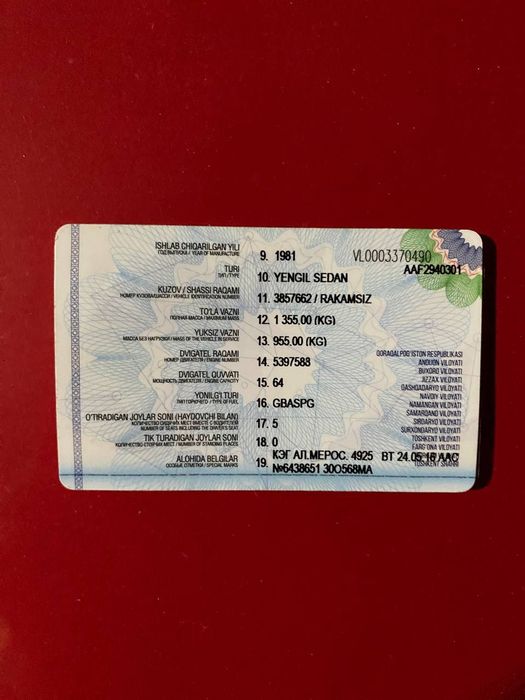 ISHLAB CHIQARILGAN YILI
ГОД ВЫПУСКА / YEAR OF MANUFACTURE
9. 1981
VL0003370490
AAF2940301
TURI
ТИП / TYPE
10. YENGIL SEDAN
KUZOV / SHASSI RAQAMI
НОМЕР КУЗОВА/ШАССИ / VEHICLE IDENTIFICATION NUMBER
11. 3857662 / RAKAMSIZ
TO'LA VAZNI
ПОЛНАЯ МАССА / MAXIMUM MASS
12. 1 355.00 (KG)
YUKSIZ VAZNI
МАССА БЕЗ НАГРУЗКИ / MASS OF THE VEHICLE IN SERVICE
13. 955.00 (KG)
DVIGATEL RAQAMI
НОМЕР ДВИГАТЕЛЯ / ENGINE NUMBER
14. 5397588
DVIGATEL QUVVATI
МОЩНОСТЬ ДВИГАТЕЛЯ / ENGINE CAPACITY
15. 64
YONILG'I TURI
ТИП ГОРЮЧЕГО / TYPE OF FUEL
16. GBASPG
O'TIRADIGAN JOYLAR SONI (HAYDOVCHI BILAN)
КОЛИЧЕСТВО СИДЯЧИХ МЕСТ ВМЕСТЕ С ВОДИТЕЛЕМ
NUMBER OF SEATS INCLUDING THE DRIVER'S SEAT
17. 5
TIK TURADIGAN JOYLAR SONI
КОЛИЧЕСТВО СТОЯЧИХ МЕСТ / NUMBER OF STANDING PLACES
18. 0
ALOHIDA BELGILAR
ОСОБЫЕ ОТМЕТКИ / SPECIAL MARKS
19. КЭГ АЛ.МЕРОС. 4925 ВТ 24.05.16 ААС
№6438651 30О568МА
QORAQALPOG'ISTON RESPUBLIKASI
ANDIJON VILOYATI
BUXORO VILOYATI
JIZZAX VILOYATI
QASHQADARYO VILOYATI
NAVOIY VILOYATI
NAMANGAN VILOYATI
SAMARQAND VILOYATI
SIRDARYO VILOYATI
SURXONDARYO VILOYATI
TOSHKENT VILOYATI
FARG'ONA VILOYATI
TOSHKENT SHAHRI